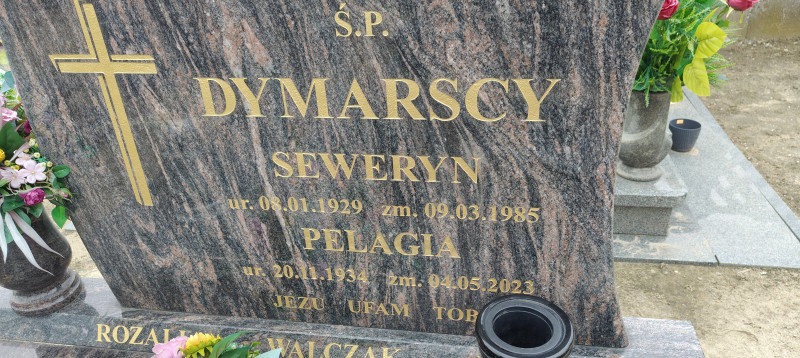 Ś.P.
DYMARSCY
SEWERYN
ur. 08.01.1929 zm. 09.03.1985
PELAGIA
ur. 20.11.1934 zm. 04.05.2023
JEZU UFAM
WALCZAK